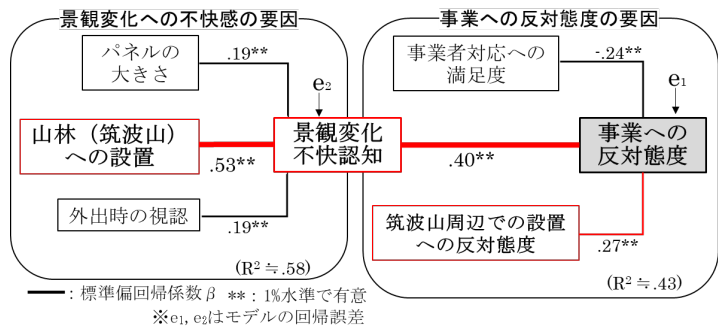 景観変化への不快感の要因
パネルの
大きさ
.19**
e2
山林（筑波山）
への設置
.53**
景観変化
不快認知
外出時の視認
.19**
(R² ≒.58)
事業への反対態度の要因
事業者対応への
満足度
-.24**
e1
.40**
事業への
反対態度
筑波山周辺での設置
への反対態度
.27**
(R² ≒.43)
：標準偏回帰係数β **：1%水準で有意
※e1, e2はモデルの回帰誤差